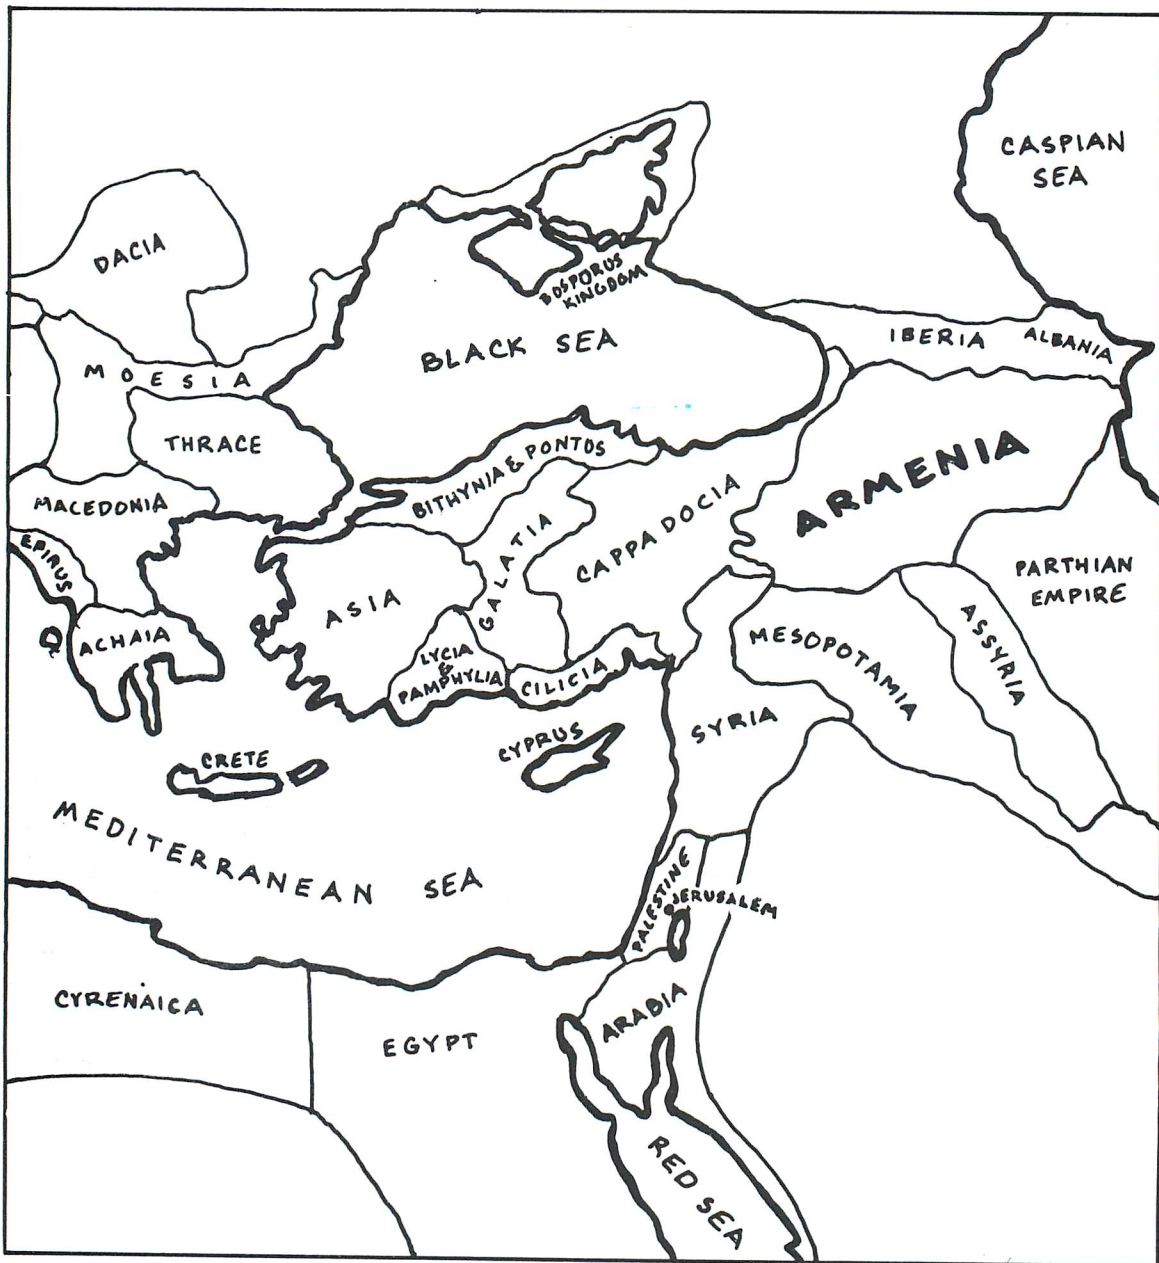 CASPIAN
SEA
DACIA
BOSPORUS
KINGDOM
IBERIA
ALBANIA
BLACK SEA
MOESIA
THRACE
BITHYNIA & PONTOS
ARMENIA
MACEDONIA
CAPPADOCIA
EPIRUS
GALATIA
PARTHIAN
EMPIRE
ASIA
ASSYRIA
ACHAIA
MESOPOTAMIA
LYCIA
&
PAMPHYLIA
CILICIA
SYRIA
CYPRUS
CRETE
MEDITERRANEAN SEA
PALESTINE
JERUSALEM
CYRENAICA
ARABIA
EGYPT
RED SEA